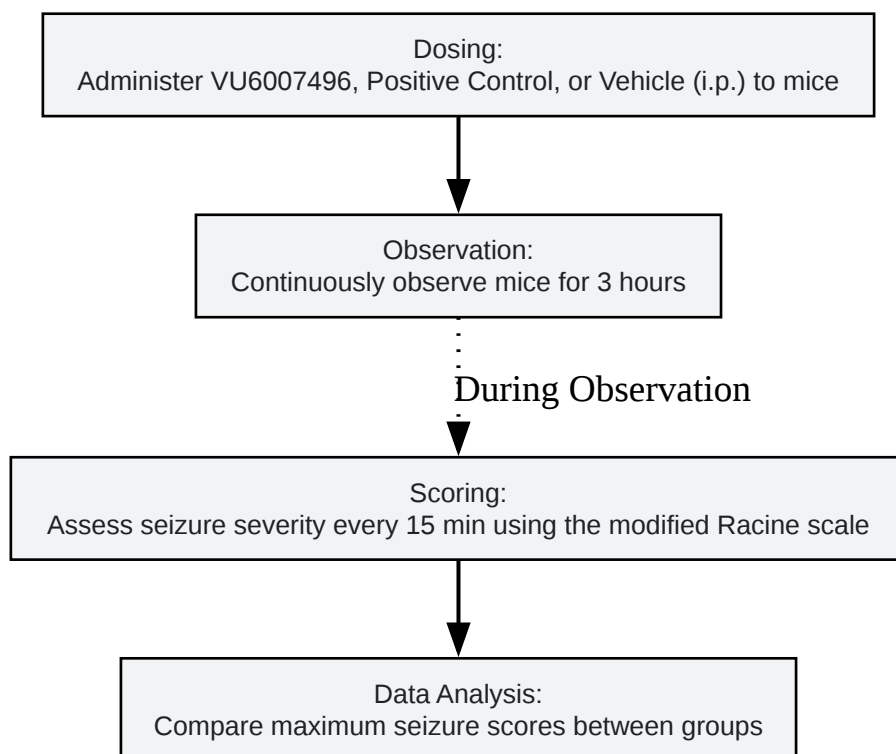 Dosing:
Administer VU6007496, Positive Control, or Vehicle (i.p.) to mice
Observation:
Continuously observe mice for 3 hours
During Observation
Scoring:
Assess seizure severity every 15 min using the modified Racine scale
Data Analysis:
Compare maximum seizure scores between groups